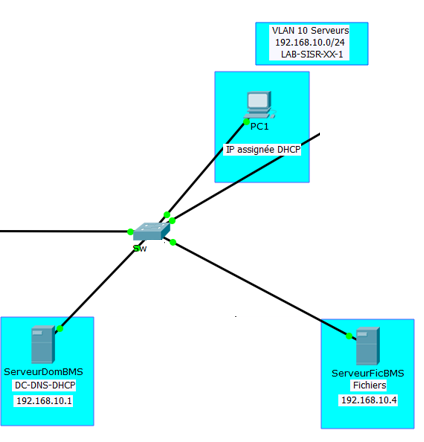 VLAN 10 Serveurs
192.168.10.0/24
LAB-SISR-XX-1
PC1
IP assignée DHCP
Sw
ServeurDomBMS
DC-DNS-DHCP
192.168.10.1
ServeurFicBMS
Fichiers
192.168.10.4